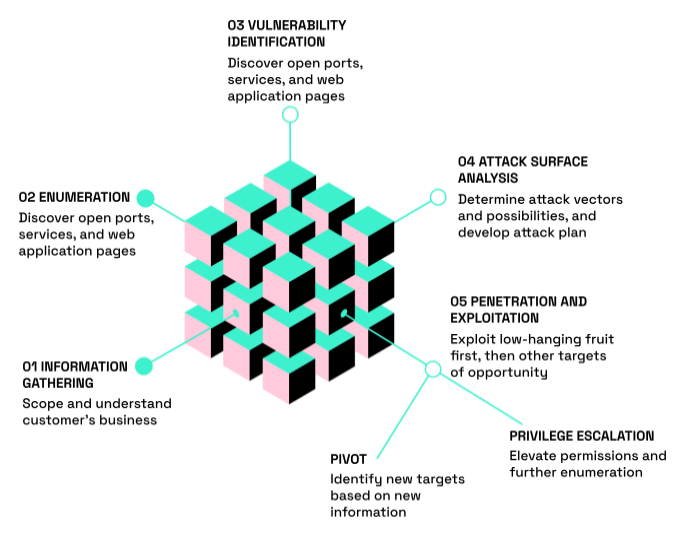 03 VULNERABILITY
IDENTIFICATION
Discover open ports,
services, and web
application pages
04 ATTACK SURFACE
ANALYSIS
Determine attack vectors
and possibilities, and
develop attack plan
02 ENUMERATION
Discover open ports,
services, and web
application pages
05 PENETRATION AND
EXPLOITATION
Exploit low-hanging fruit
first, then other targets
of opportunity
01 INFORMATION
GATHERING
Scope and understand
customer's business
PRIVILEGE ESCALATION
Elevate permissions and
further enumeration
PIVOT
Identify new targets
based on new
information